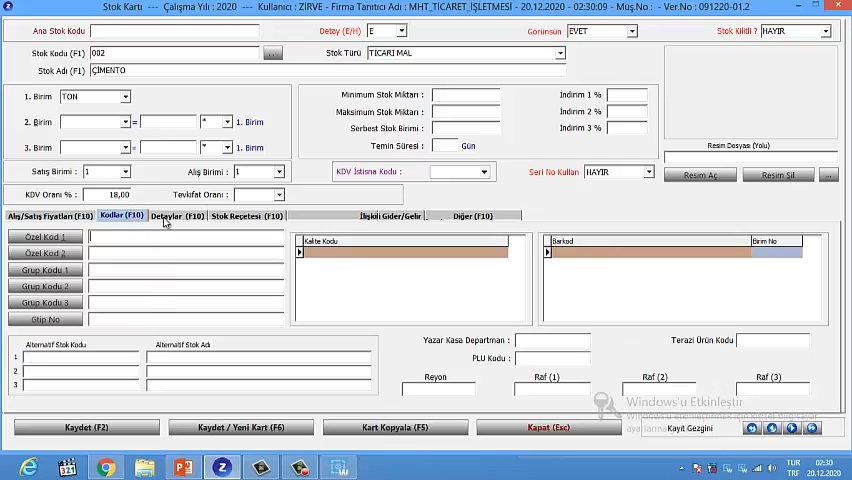 Stok Kartı - Çalışma Yılı : 2020 - Kullanıcı : ZİRVE - Firma Tanıtıcı Adı : MHT_TİCARET_İŞLETMESİ - 20.12.2020 - 02:30:09 - Müş.No : - Ver.No : 091220-01.2
Ana Stok Kodu Detay (E/H) E Görünsün EVET Stok Kilitli ? HAYIR
Stok Kodu (F1) 002 ... Stok Türü TİCARİ MAL
Stok Adı (F1) ÇİMENTO
1. Birim TON Minimum Stok Miktarı : İndirim 1 %
Maksimum Stok Miktarı : İndirim 2 %
2. Birim = * 1. Birim Serbest Stok Birimi : İndirim 3 %
3. Birim = * 1. Birim Temin Süresi : Gün Resim Dosyası (Yolu)
Satış Birimi : 1 Alış Birimi : 1 KDV İstisna Kodu : Seri No Kullan HAYIR Resim Aç Resim Sil ...
KDV Oranı % : 18,00 Tevkifat Oranı :
Alış/Satış Fiyatları (F10) Kodlar (F10) Detaylar (F10) Stok Reçetesi (F10) İlişkili Gider/Gelir Diğer (F10)
Özel Kod 1 Kalite Kodu Barkod Birim No
Özel Kod 2
Grup Kodu 1
Grup Kodu 2
Grup Kodu 3
Gtip No
Alternatif Stok Kodu Alternatif Stok Adı Yazar Kasa Departman : Terazi Ürün Kodu
1
2 PLU Kodu :
3 Reyon Raf (1) Raf (2) Raf (3)
Windows'u Etkinleştir
Windows'u etkinleştirmek için kişisel bilgisayar
ayarlarına
Kaydet (F2) Kaydet / Yeni Kart (F6) Kart Kopyala (F5) Kapat (Esc) Kayıt Gezgini
321 TUR 02:30
TRF 20.12.2020